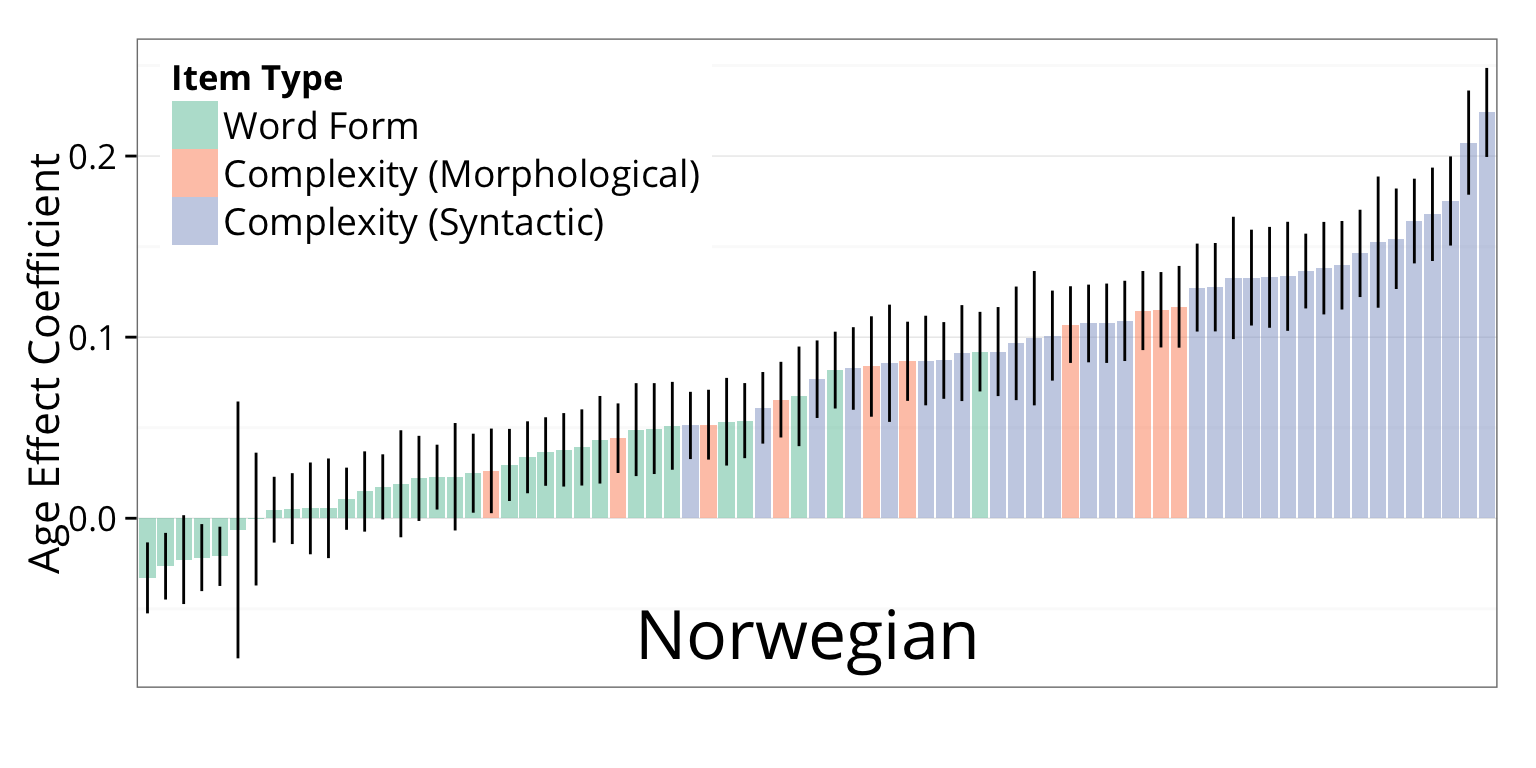 Item Type
Word Form
Complexity (Morphological)
Complexity (Syntactic)
Age Effect Coefficient
0.2
0.1
0.0
Norwegian